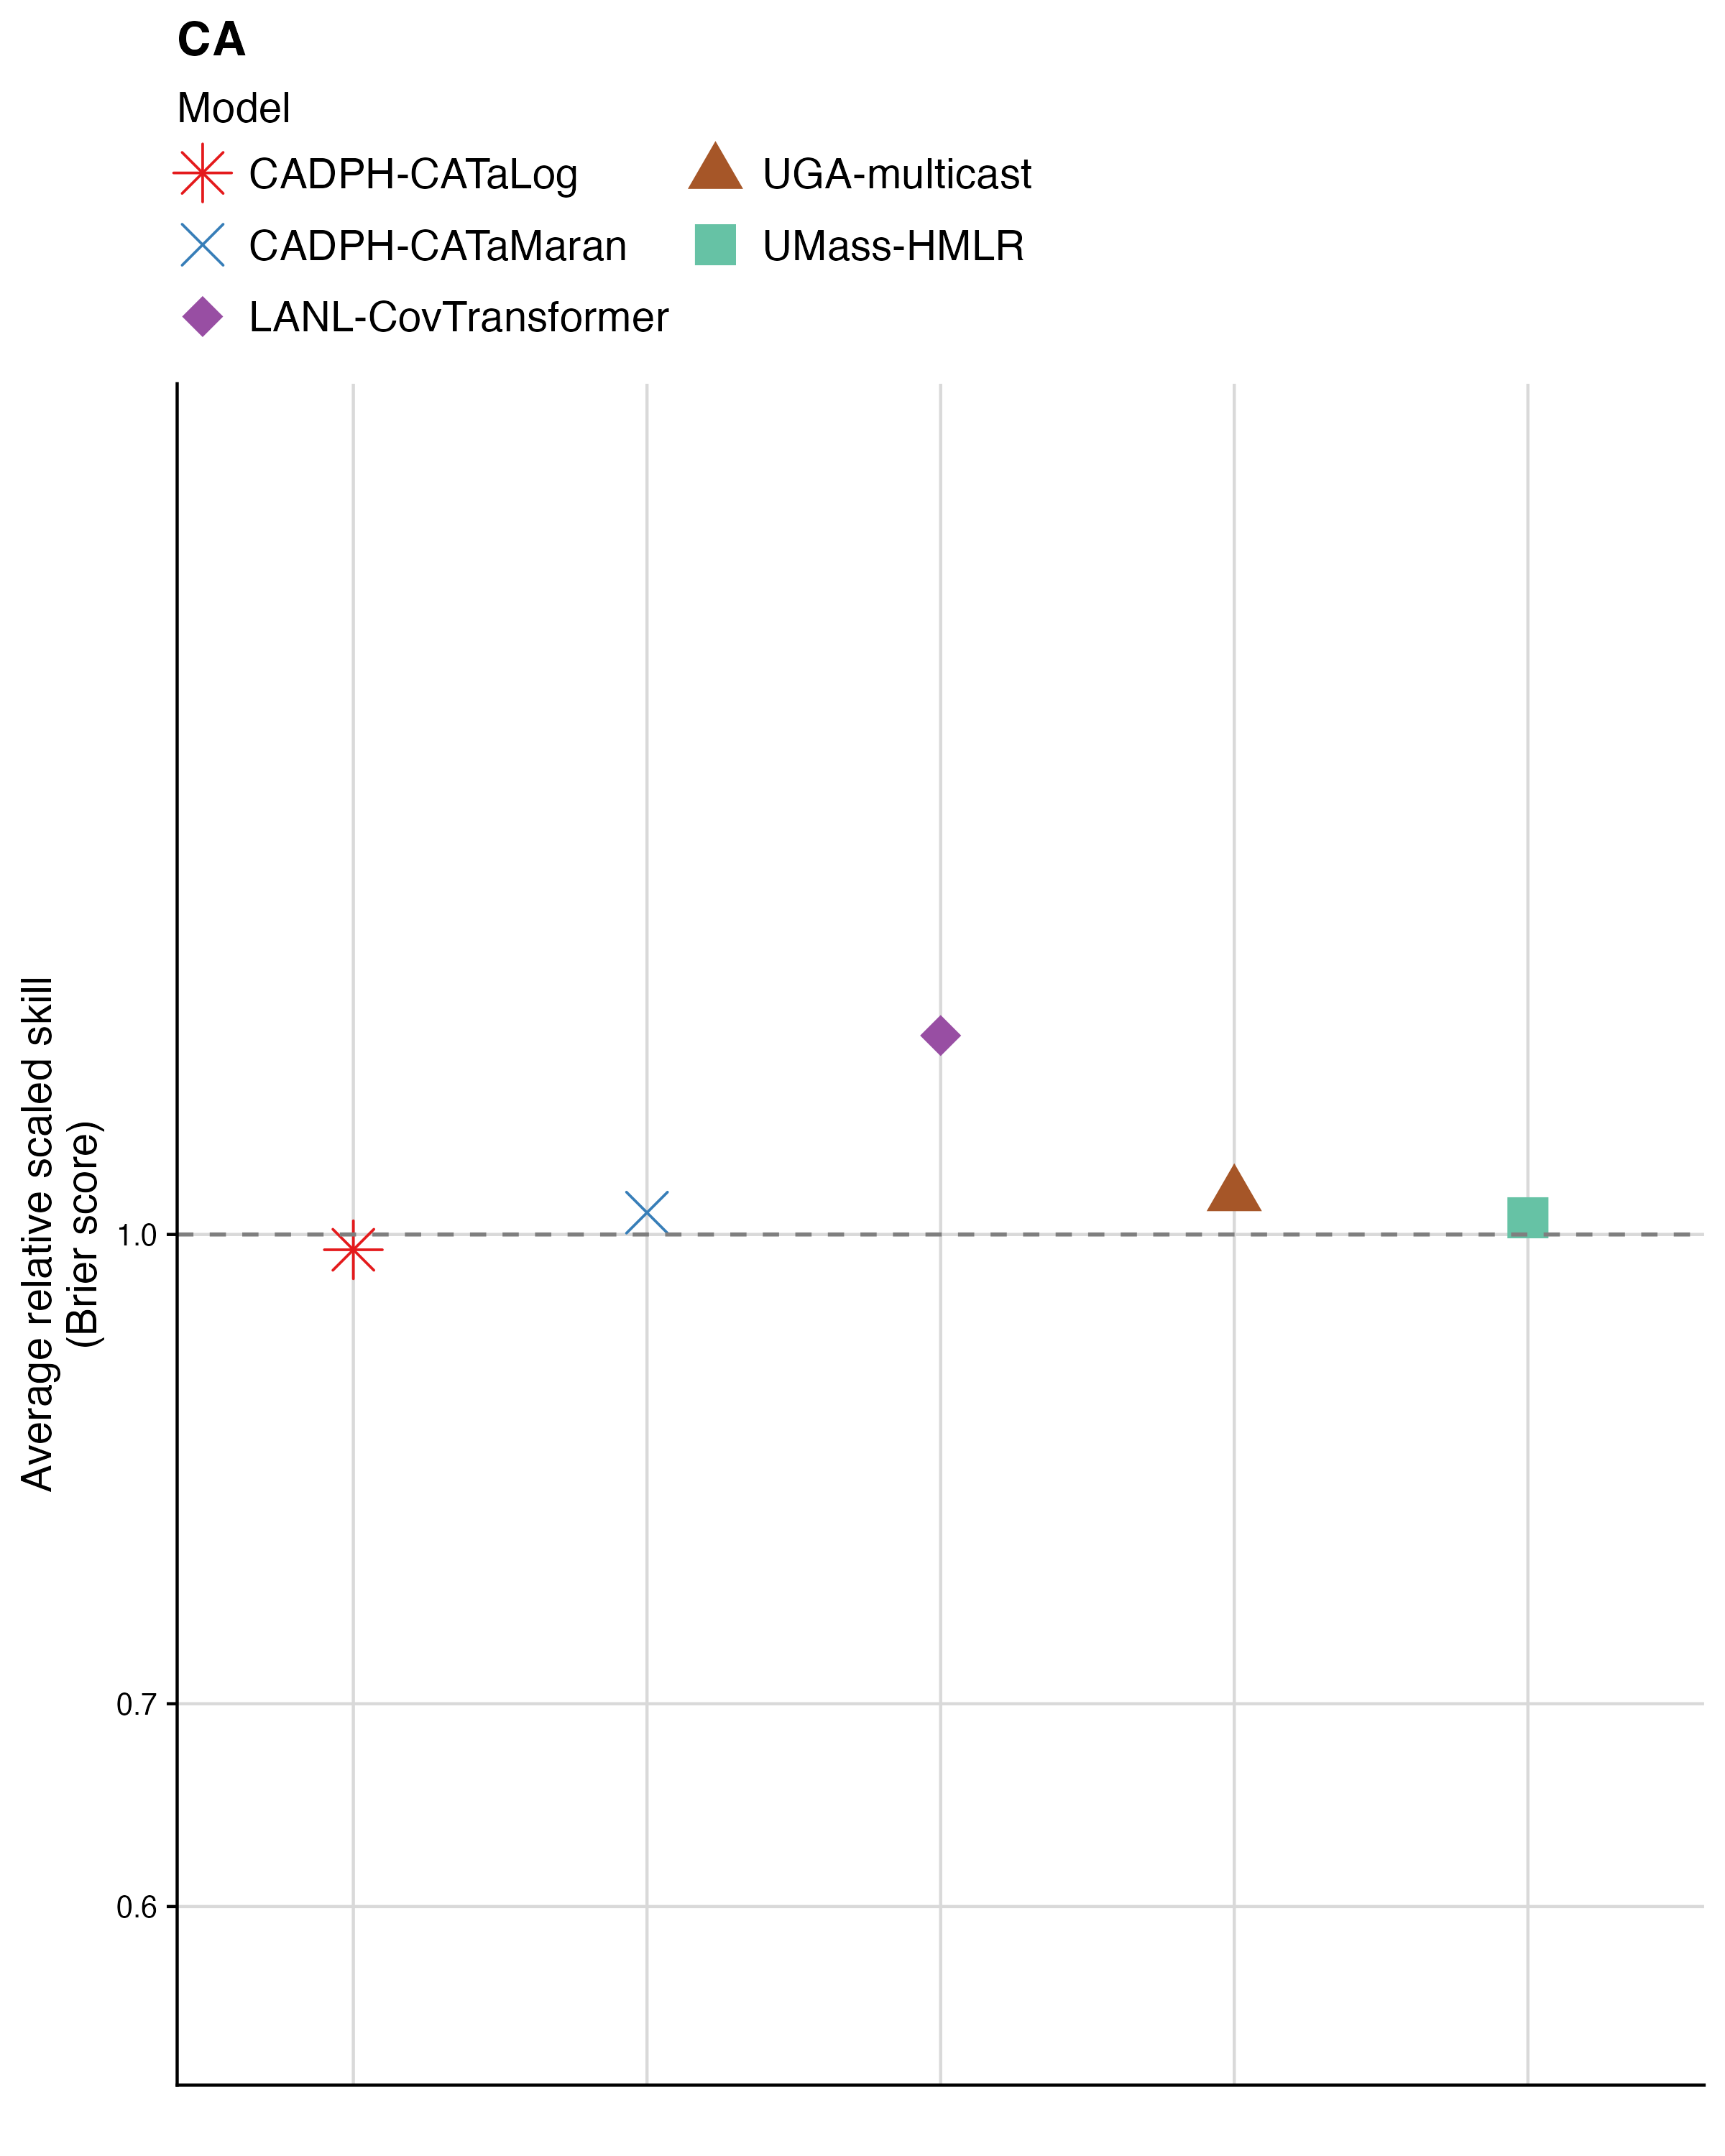 CA
Model
CADPH-CATaLog
CADPH-CATaMaran
LANL-CovTransformer
UGA-multicast
UMass-HMLR
Average relative scaled skill
(Brier score)
1.0
0.7
0.6